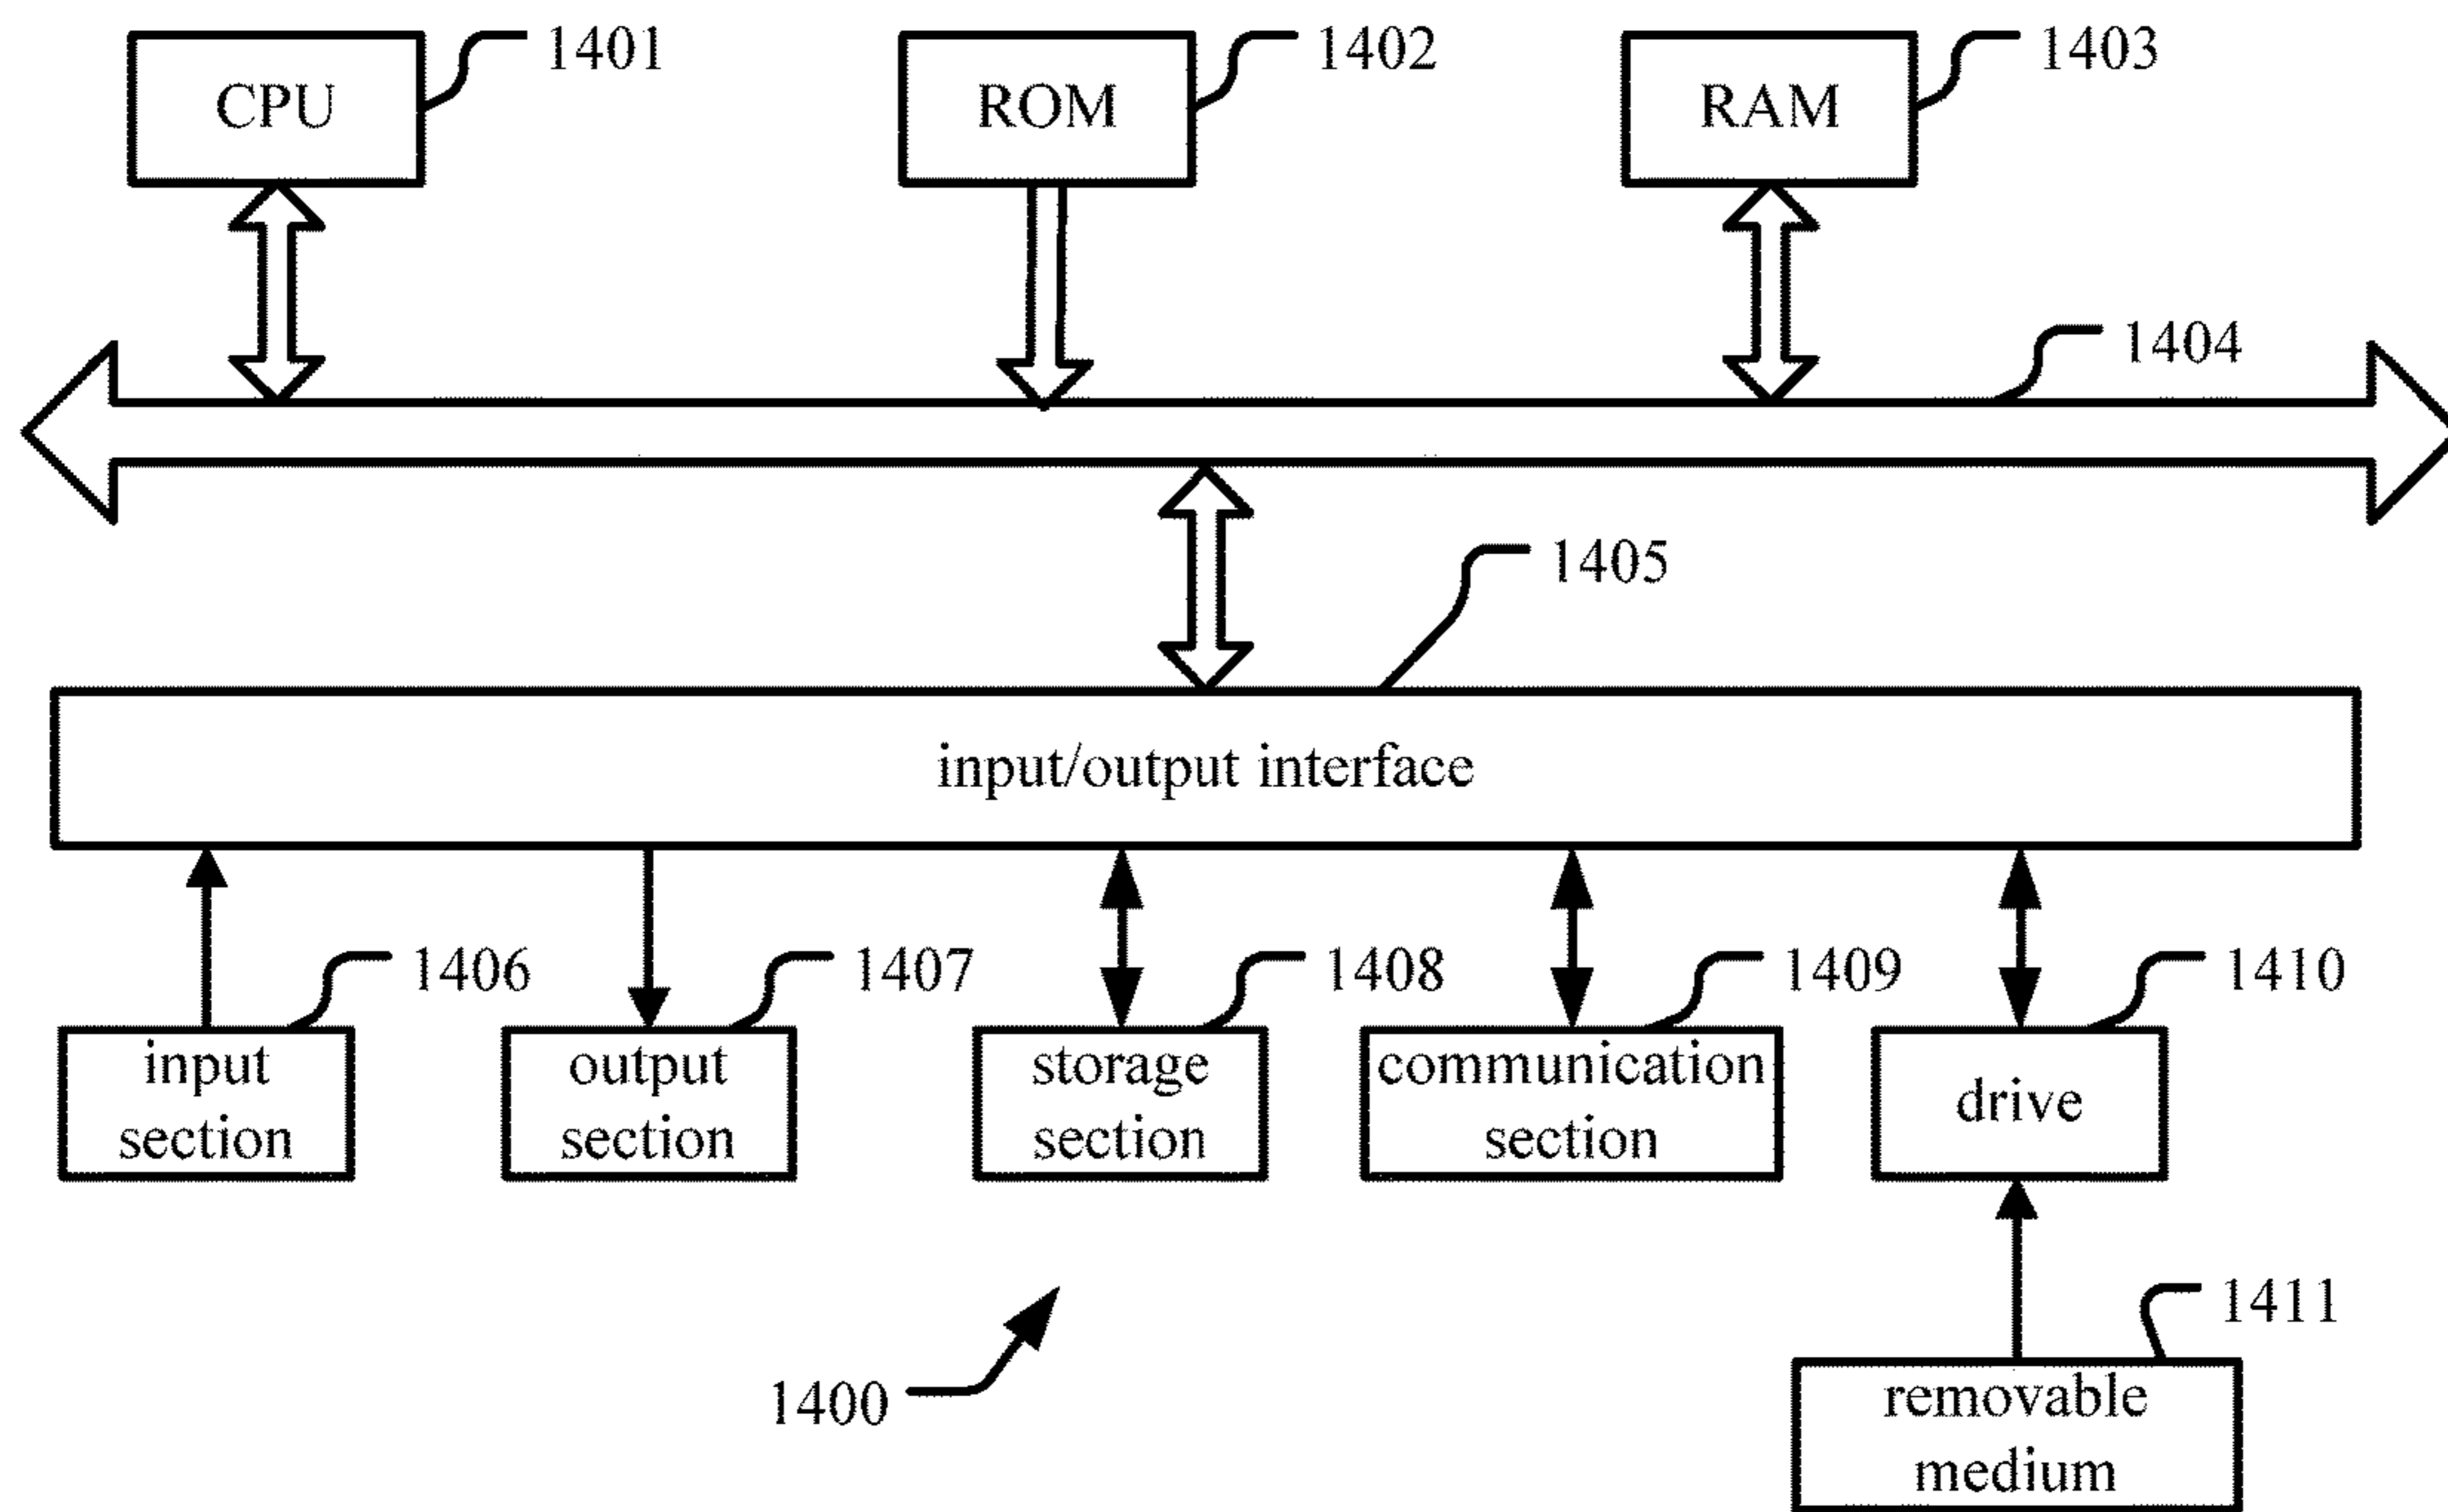 CPU
1401
ROM
1402
RAM
1403
1404
1405
input/output interface
1406
1407
1408
1409
1410
input
section
output
section
storage
section
communication
section
drive
1411
1400
removable
medium